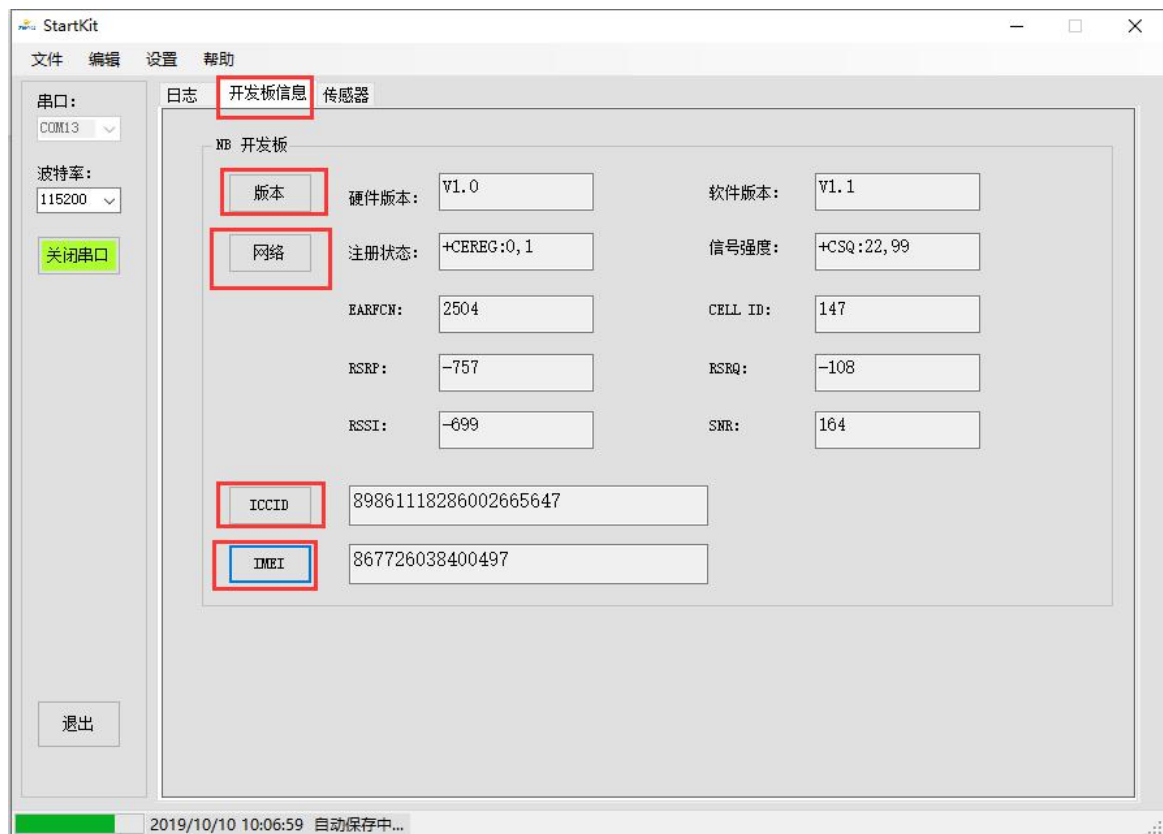 StartKit
文件 编辑 设置 帮助
串口:
COM13
波特率:
115200
关闭串口
退出
日志 开发板信息 传感器
NB 开发板
版本 硬件版本: V1.0 软件版本: V1.1
网络 注册状态: +CEREG:0,1 信号强度: +CSQ:22,99
EARFCN: 2504 CELL ID: 147
RSRP: -757 RSRQ: -108
RSSI: -699 SNR: 164
ICCID 89861118286002665647
IMEI 867726038400497
2019/10/10 10:06:59 自动保存中...